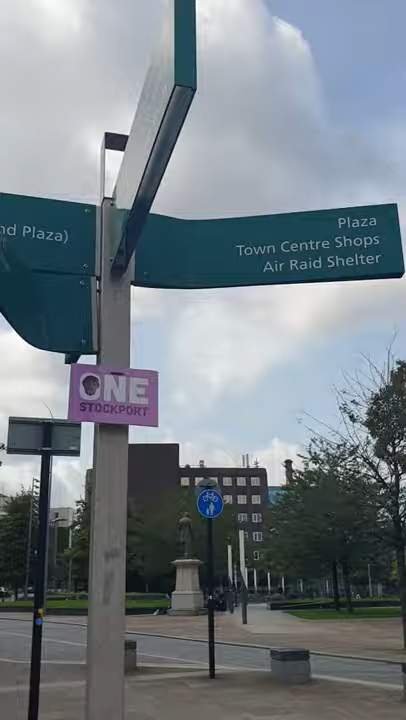 nd Plaza)
Plaza
Town Centre Shops
Air Raid Shelter
ONE
STOCKPORT